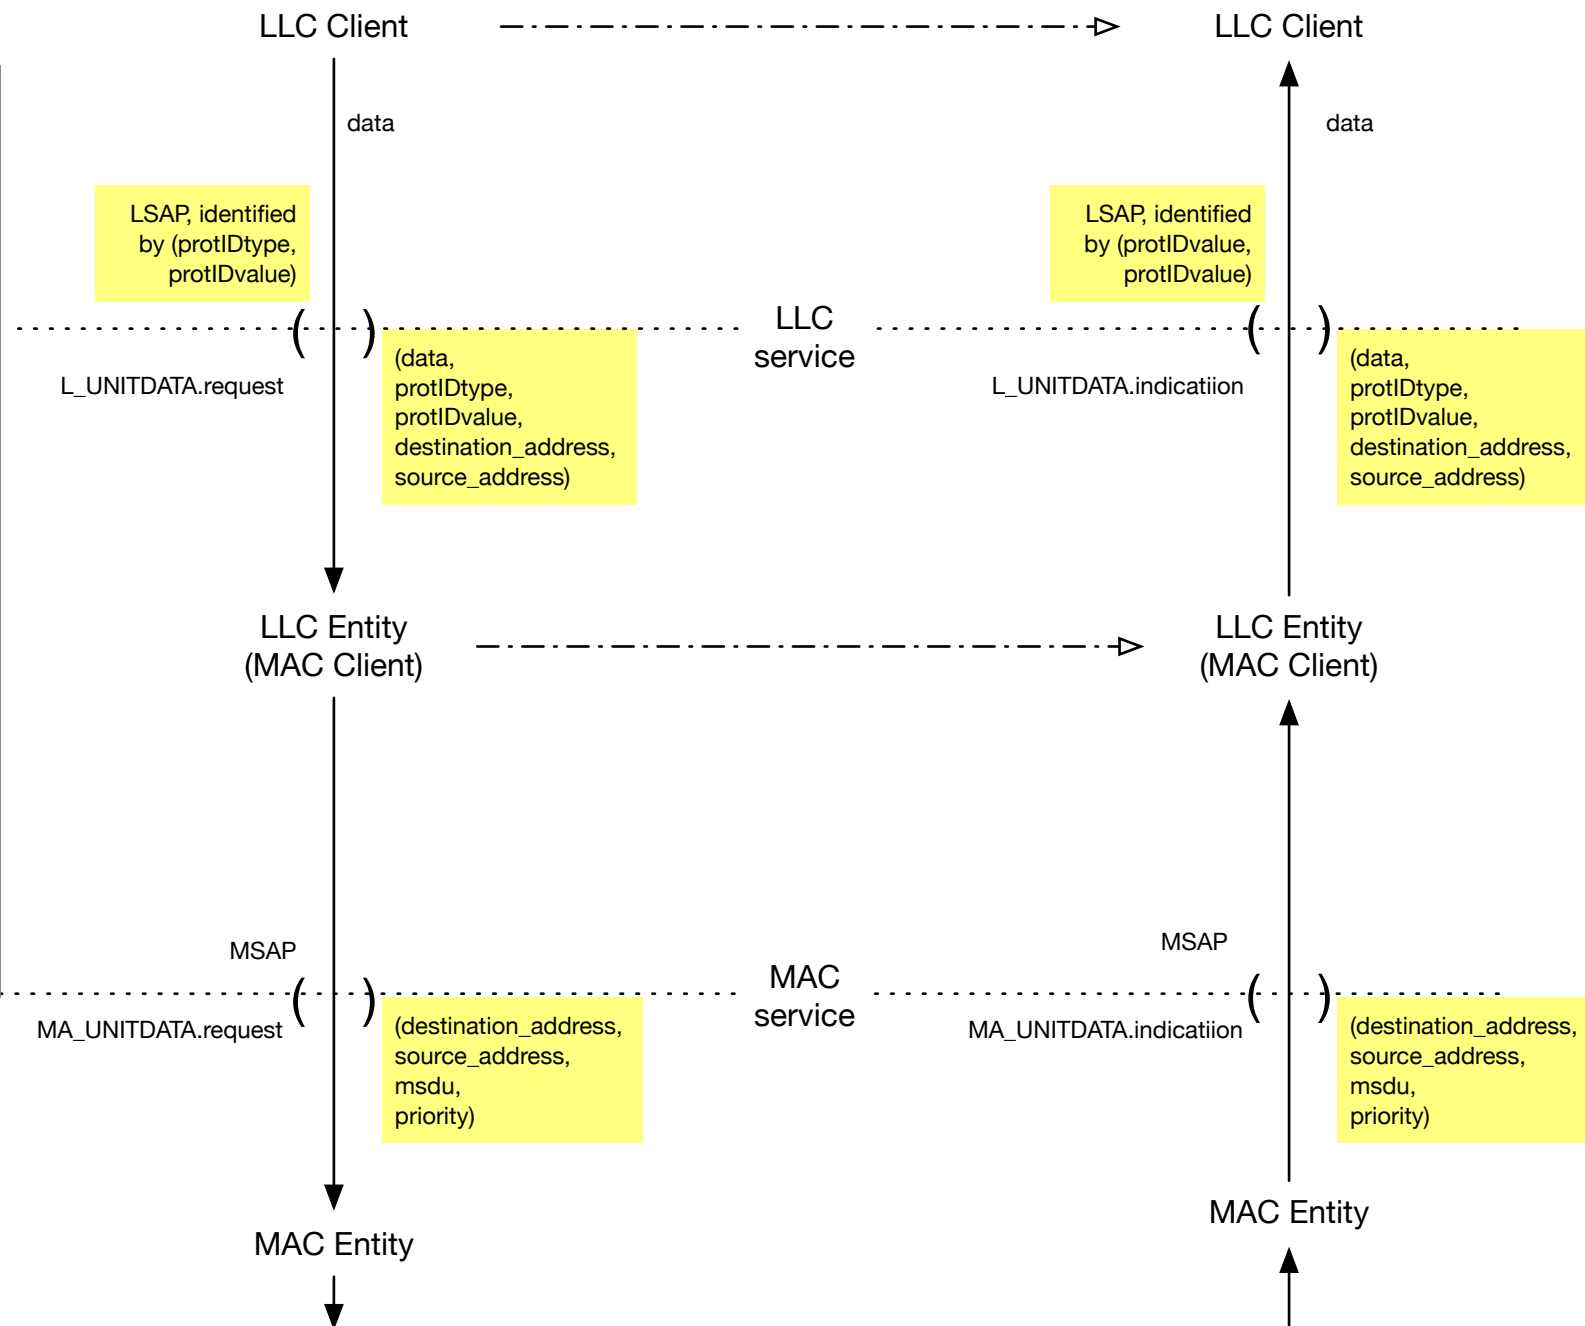 LLC Client
LLC Client
data
data
LSAP, identified
by (protIDtype,
protIDvalue)
LSAP, identified
by (protIDvalue,
protIDvalue)
( )
LLC
service
( )
L_UNITDATA.request
(data,
protIDtype,
protIDvalue,
destination_address,
source_address)
L_UNITDATA.indicatiion
(data,
protIDtype,
protIDvalue,
destination_address,
source_address)
LLC Entity
(MAC Client)
LLC Entity
(MAC Client)
MSAP
MSAP
( )
MAC
service
( )
MA_UNITDATA.request
(destination_address,
source_address,
msdu,
priority)
MA_UNITDATA.indicatiion
(destination_address,
source_address,
msdu,
priority)
MAC Entity
MAC Entity